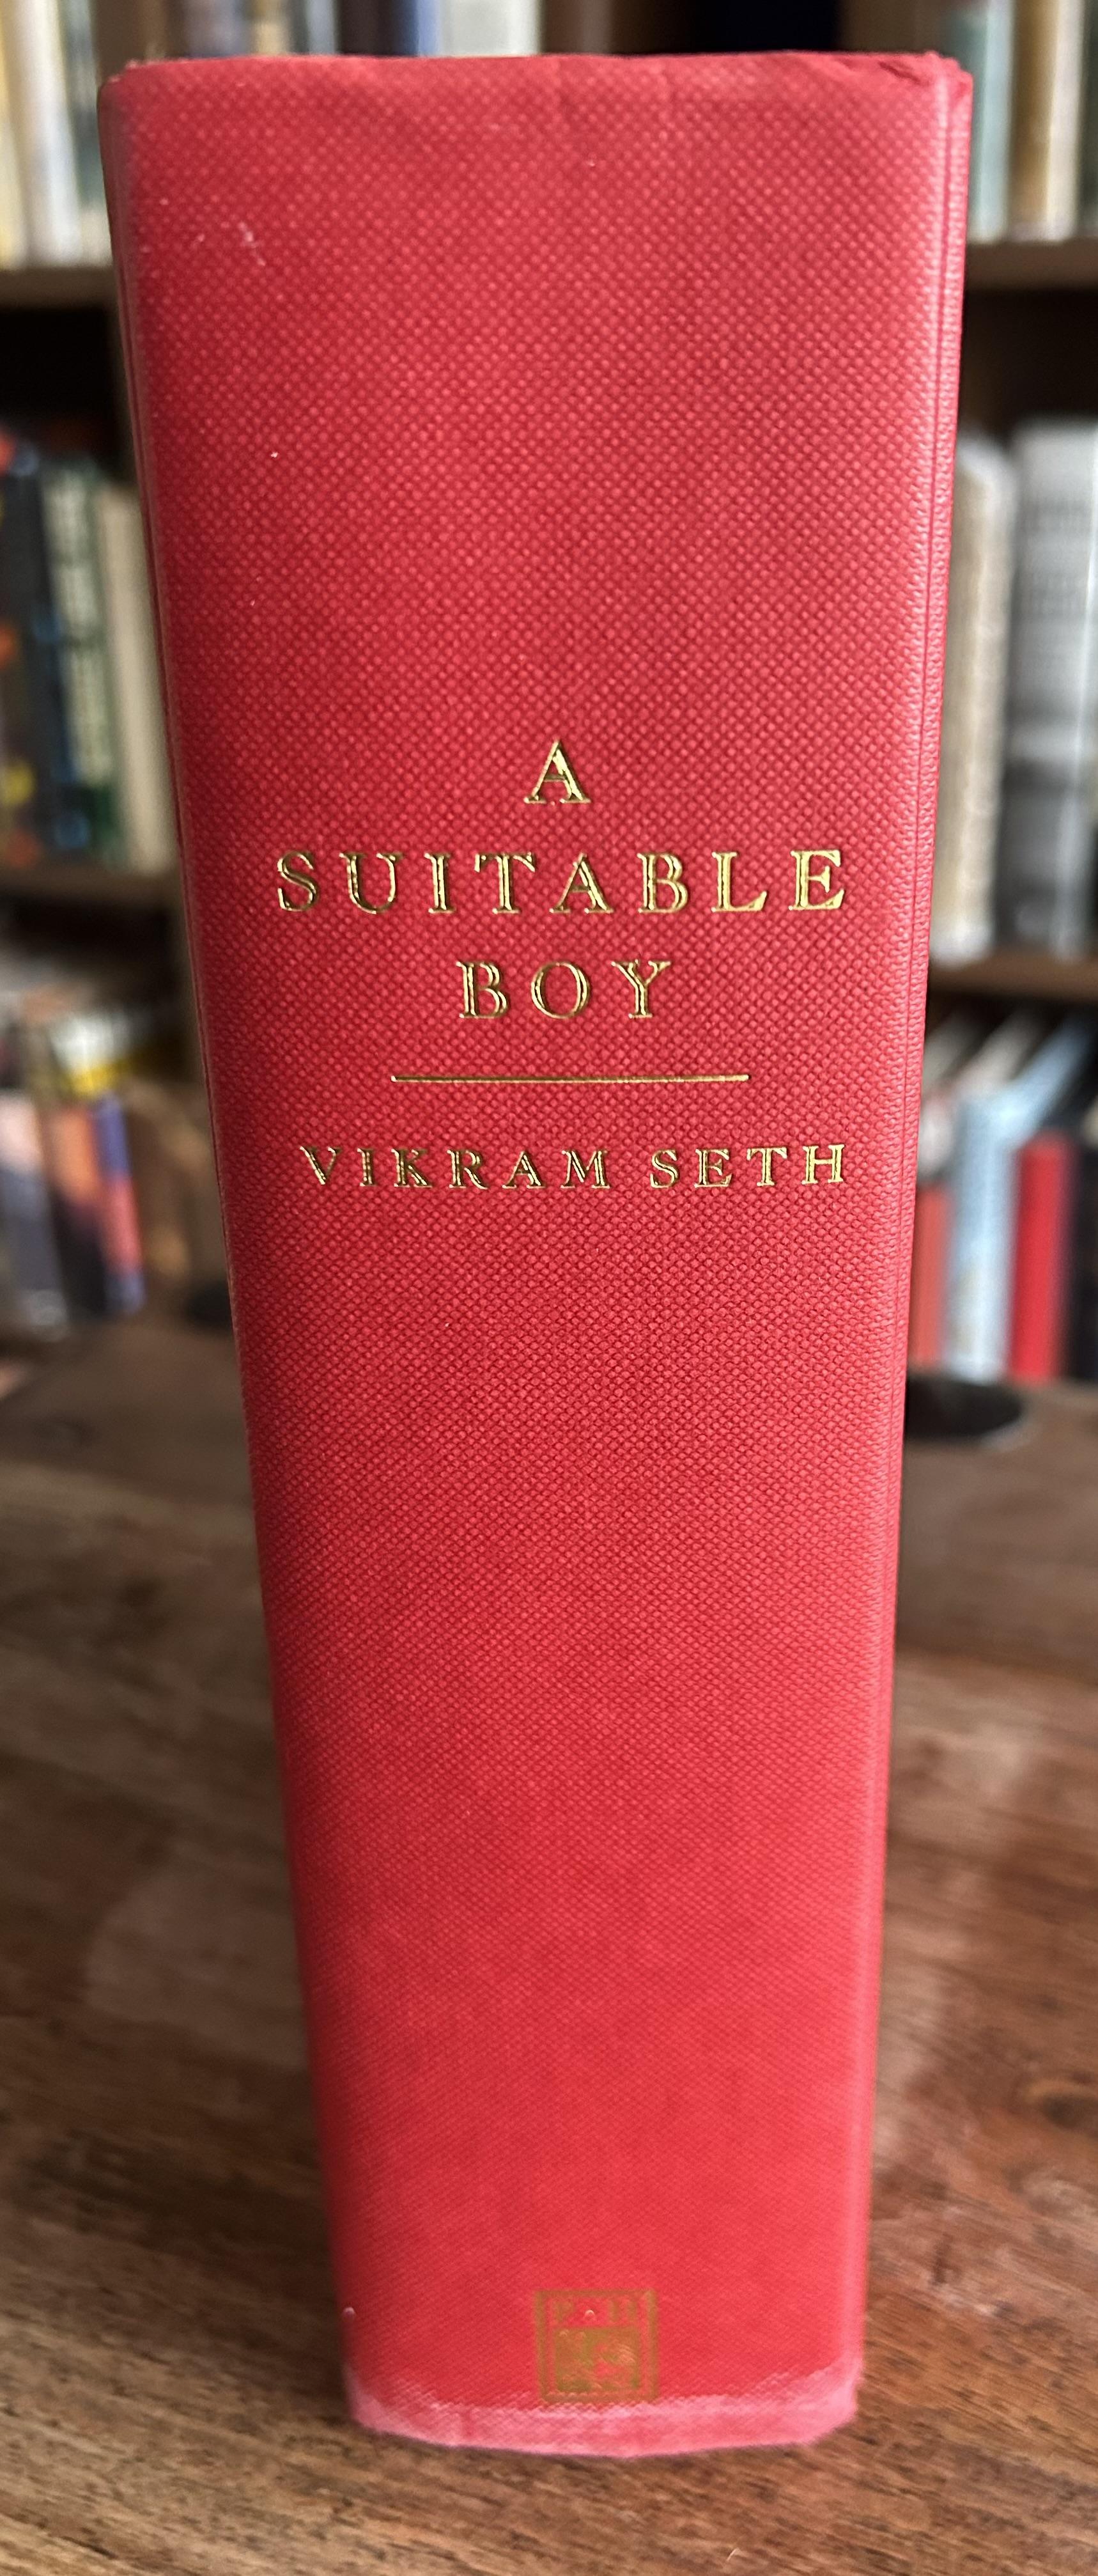 A
SUITABLE
BOY
VIKRAM SETH